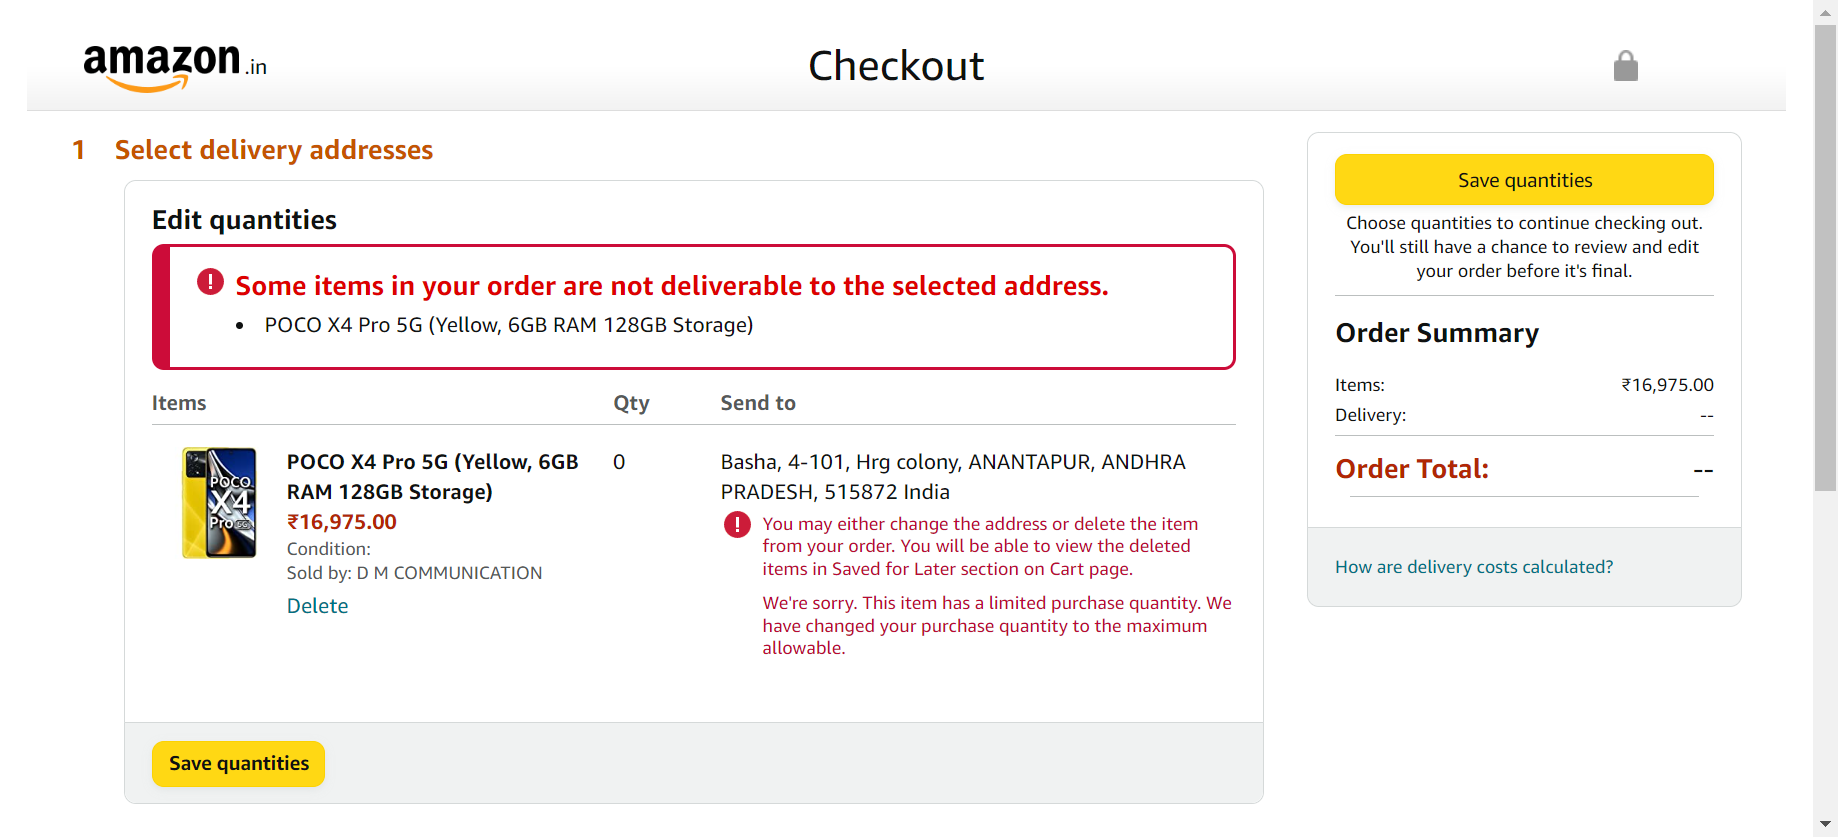 amazon.in
Checkout
1 Select delivery addresses
Edit quantities
Some items in your order are not deliverable to the selected address.
• POCO X4 Pro 5G (Yellow, 6GB RAM 128GB Storage)
Items Qty Send to
POCO X4 Pro 5G
POCO X4 Pro 5G (Yellow, 6GB
RAM 128GB Storage)
₹16,975.00
Condition:
Sold by: D M COMMUNICATION
Delete
0
Basha, 4-101, Hrg colony, ANANTAPUR, ANDHRA
PRADESH, 515872 India
You may either change the address or delete the item
from your order. You will be able to view the deleted
items in Saved for Later section on Cart page.
We're sorry. This item has a limited purchase quantity. We
have changed your purchase quantity to the maximum
allowable.
Save quantities
Save quantities
Choose quantities to continue checking out.
You'll still have a chance to review and edit
your order before it's final.
Order Summary
Items: ₹16,975.00
Delivery: --
Order Total: --
How are delivery costs calculated?